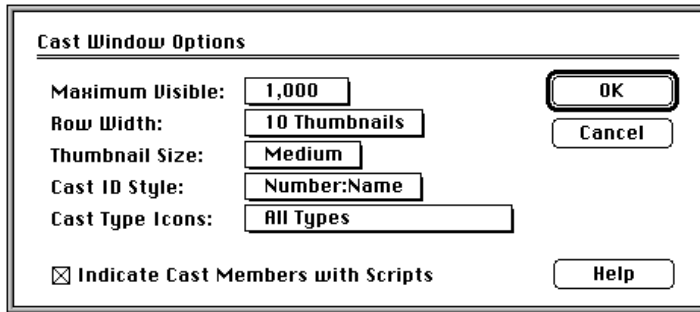 Cast Window Options
Maximum Visible: 1,000
OK
Row Width: 10 Thumbnails
Cancel
Thumbnail Size: Medium
Cast ID Style: Number:Name
Cast Type Icons: All Types
Indicate Cast Members with Scripts
Help